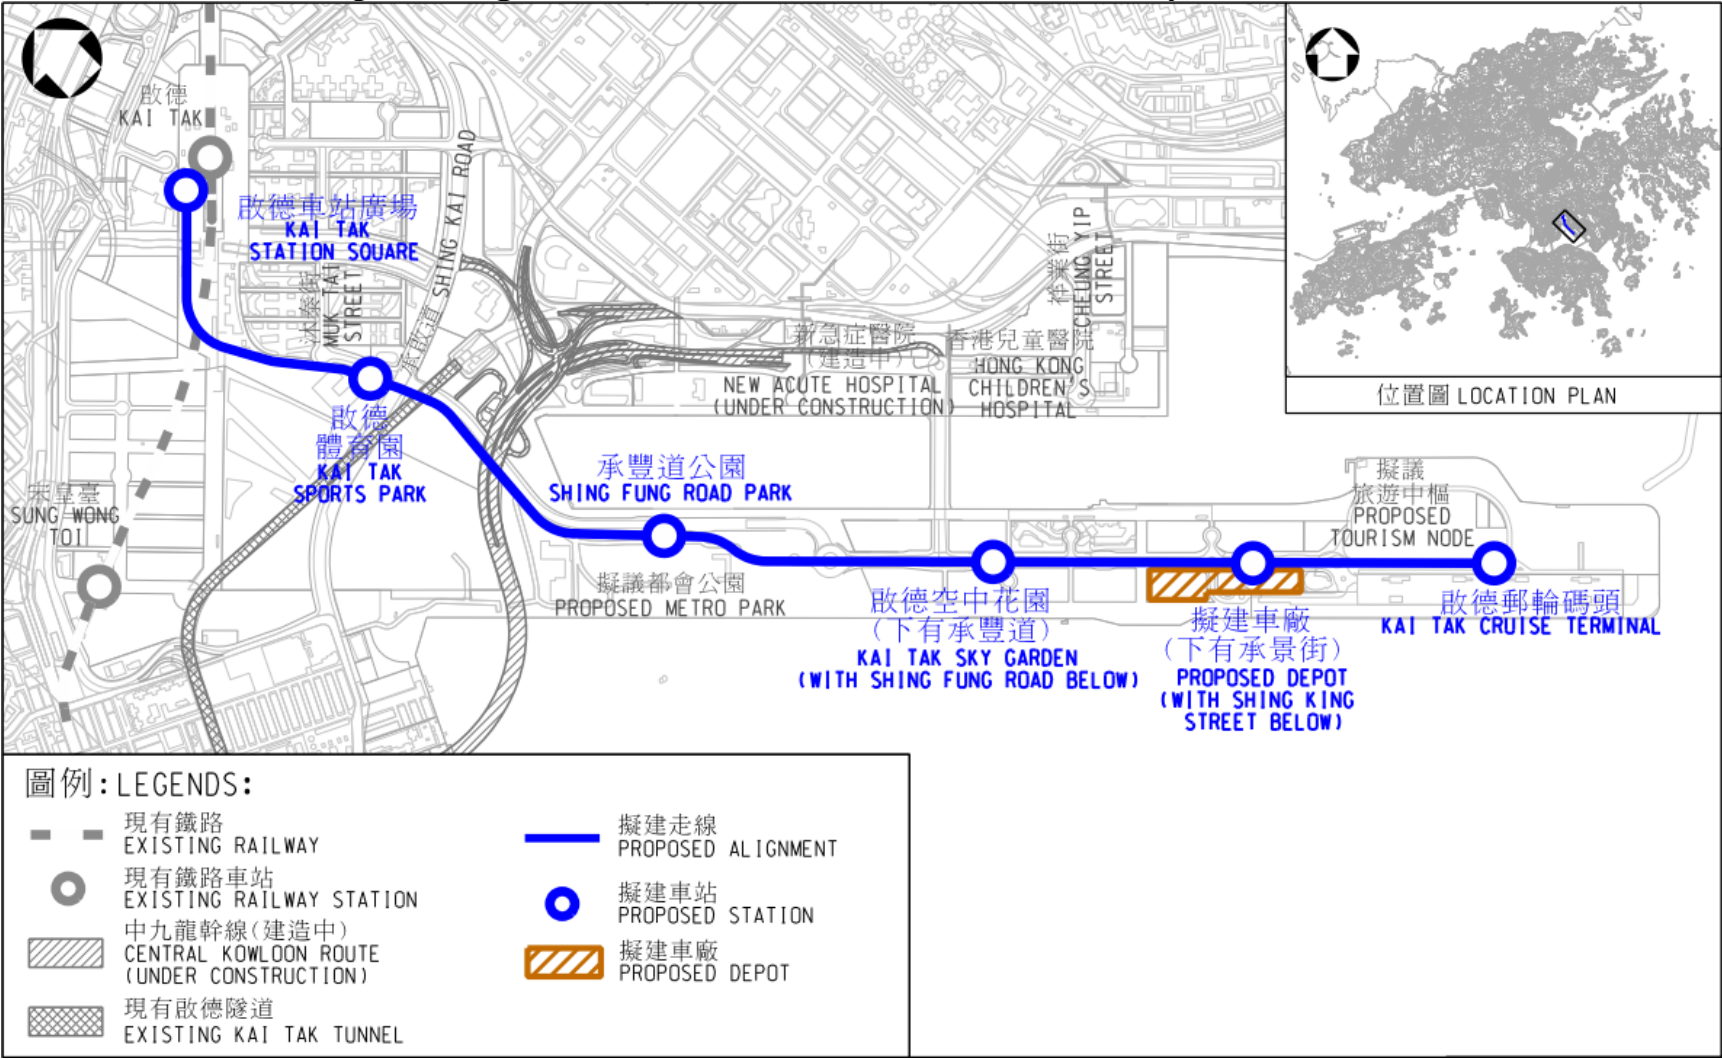 啟德
KAI TAK
啟德車站廣場
KAI TAK
STATION SQUARE
沐泰街
MUK TAI
STREET
承啟道 SHING KAI ROAD
祥業街
CHEUNG YIP
STREET
新急症醫院
(建造中)
NEW ACUTE HOSPITAL
(UNDER CONSTRUCTION)
香港兒童醫院
HONG KONG
CHILDREN'S
HOSPITAL
位置圖 LOCATION PLAN
啟德
體育園
KAI TAK
SPORTS PARK
宋皇臺
SUNG WONG
TOI
承豐道公園
SHING FUNG ROAD PARK
擬議都會公園
PROPOSED METRO PARK
擬議
旅遊中樞
PROPOSED
TOURISM NODE
啟德空中花園
(下有承豐道)
KAI TAK SKY GARDEN
(WITH SHING FUNG ROAD BELOW)
擬建車廠
(下有承景街)
PROPOSED DEPOT
(WITH SHING KING
STREET BELOW)
啟德郵輪碼頭
KAI TAK CRUISE TERMINAL
圖例:LEGENDS:
現有鐵路
EXISTING RAILWAY
現有鐵路車站
EXISTING RAILWAY STATION
中九龍幹線(建造中)
CENTRAL KOWLOON ROUTE
(UNDER CONSTRUCTION)
現有啟德隧道
EXISTING KAI TAK TUNNEL
擬建走線
PROPOSED ALIGNMENT
擬建車站
PROPOSED STATION
擬建車廠
PROPOSED DEPOT